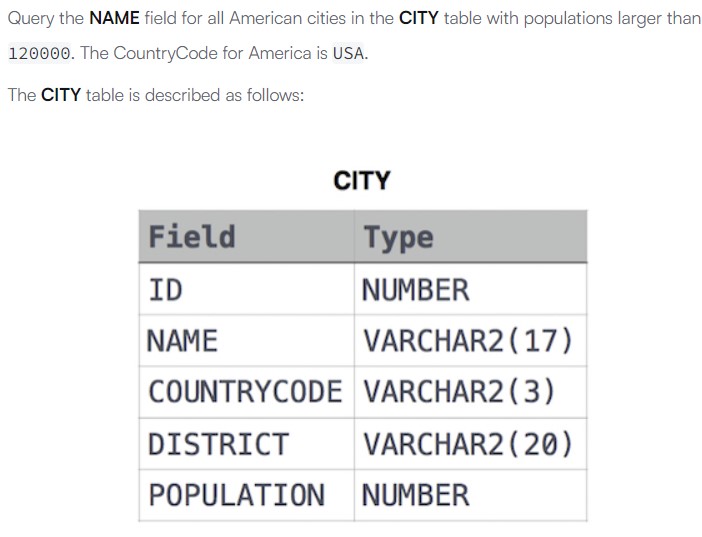 Query the NAME field for all American cities in the CITY table with populations larger than
120000. The CountryCode for America is USA.
The CITY table is described as follows:
CITY
Field Type
ID NUMBER
NAME VARCHAR2(17)
COUNTRYCODE VARCHAR2(3)
DISTRICT VARCHAR2(20)
POPULATION NUMBER